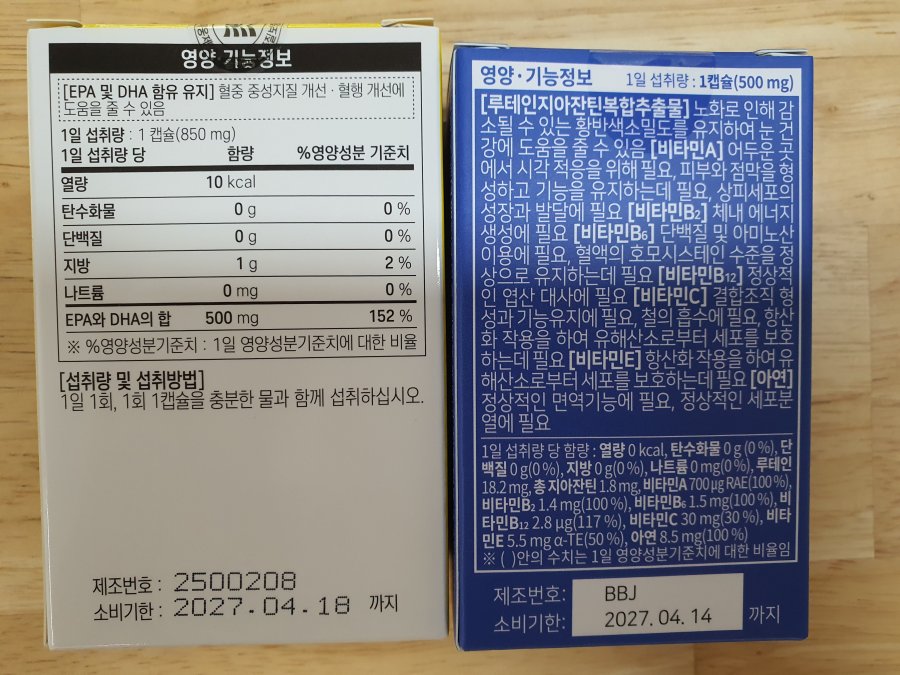 영양·기능정보
[EPA 및 DHA 함유 유지] 혈중 중성지질 개선·혈행 개선에
도움을 줄 수 있음
1일 섭취량 : 1 캡슐(850 mg)
1일 섭취량 당 함량 %영양성분 기준치
열량 10 kcal
탄수화물 0 g 0 %
단백질 0 g 0 %
지방 1 g 2 %
나트륨 0 mg 0 %
EPA와 DHA의 합 500 mg 152 %
※ %영양성분기준치 : 1일 영양성분기준치에 대한 비율
[섭취량 및 섭취방법]
1일 1회, 1회 1캡슐을 충분한 물과 함께 섭취하십시오.
제조번호 : 2500208
소비기한 : 2027.04.18 까지
영양·기능정보 1일 섭취량 : 1캡슐(500 mg)
[루테인지아잔틴복합추출물] 노화로 인해 감
소될 수 있는 황반색소밀도를 유지하여 눈 건
강에 도움을 줄 수 있음 [비타민A] 어두운 곳
에서 시각 적응을 위해 필요, 피부와 점막을 형
성하고 기능을 유지하는데 필요, 상피세포의
성장과 발달에 필요 [비타민B₂] 체내 에너지
생성에 필요 [비타민B₆] 단백질 및 아미노산
이용에 필요, 혈액의 호모시스테인 수준을 정
상으로 유지하는데 필요 [비타민B₁₂] 정상적
인 엽산 대사에 필요 [비타민C] 결합조직 형
성과 기능유지에 필요, 철의 흡수에 필요, 항산
화 작용을 하여 유해산소로부터 세포를 보호
하는데 필요 [비타민E] 항산화 작용을 하여 유
해산소로부터 세포를 보호하는데 필요 [아연]
정상적인 면역기능에 필요, 정상적인 세포분
열에 필요
1일 섭취량 당 함량 : 열량 0 kcal, 탄수화물 0 g (0 %), 단
백질 0 g(0 %), 지방 0 g(0 %), 나트륨 0 mg(0 %), 루테인
18.2 mg, 총 지아잔틴 1.8 mg, 비타민A 700 µg RAE(100 %),
비타민B₂ 1.4 mg(100 %), 비타민B₆ 1.5 mg(100 %), 비
타민B₁₂ 2.8 µg(117 %), 비타민C 30 mg(30 %), 비타
민E 5.5 mg α-TE(50 %), 아연 8.5 mg(100 %)
※ ( ) 안의 수치는 1일 영양성분기준치에 대한 비율임
제조번호: BBJ
소비기한: 2027. 04. 14 까지